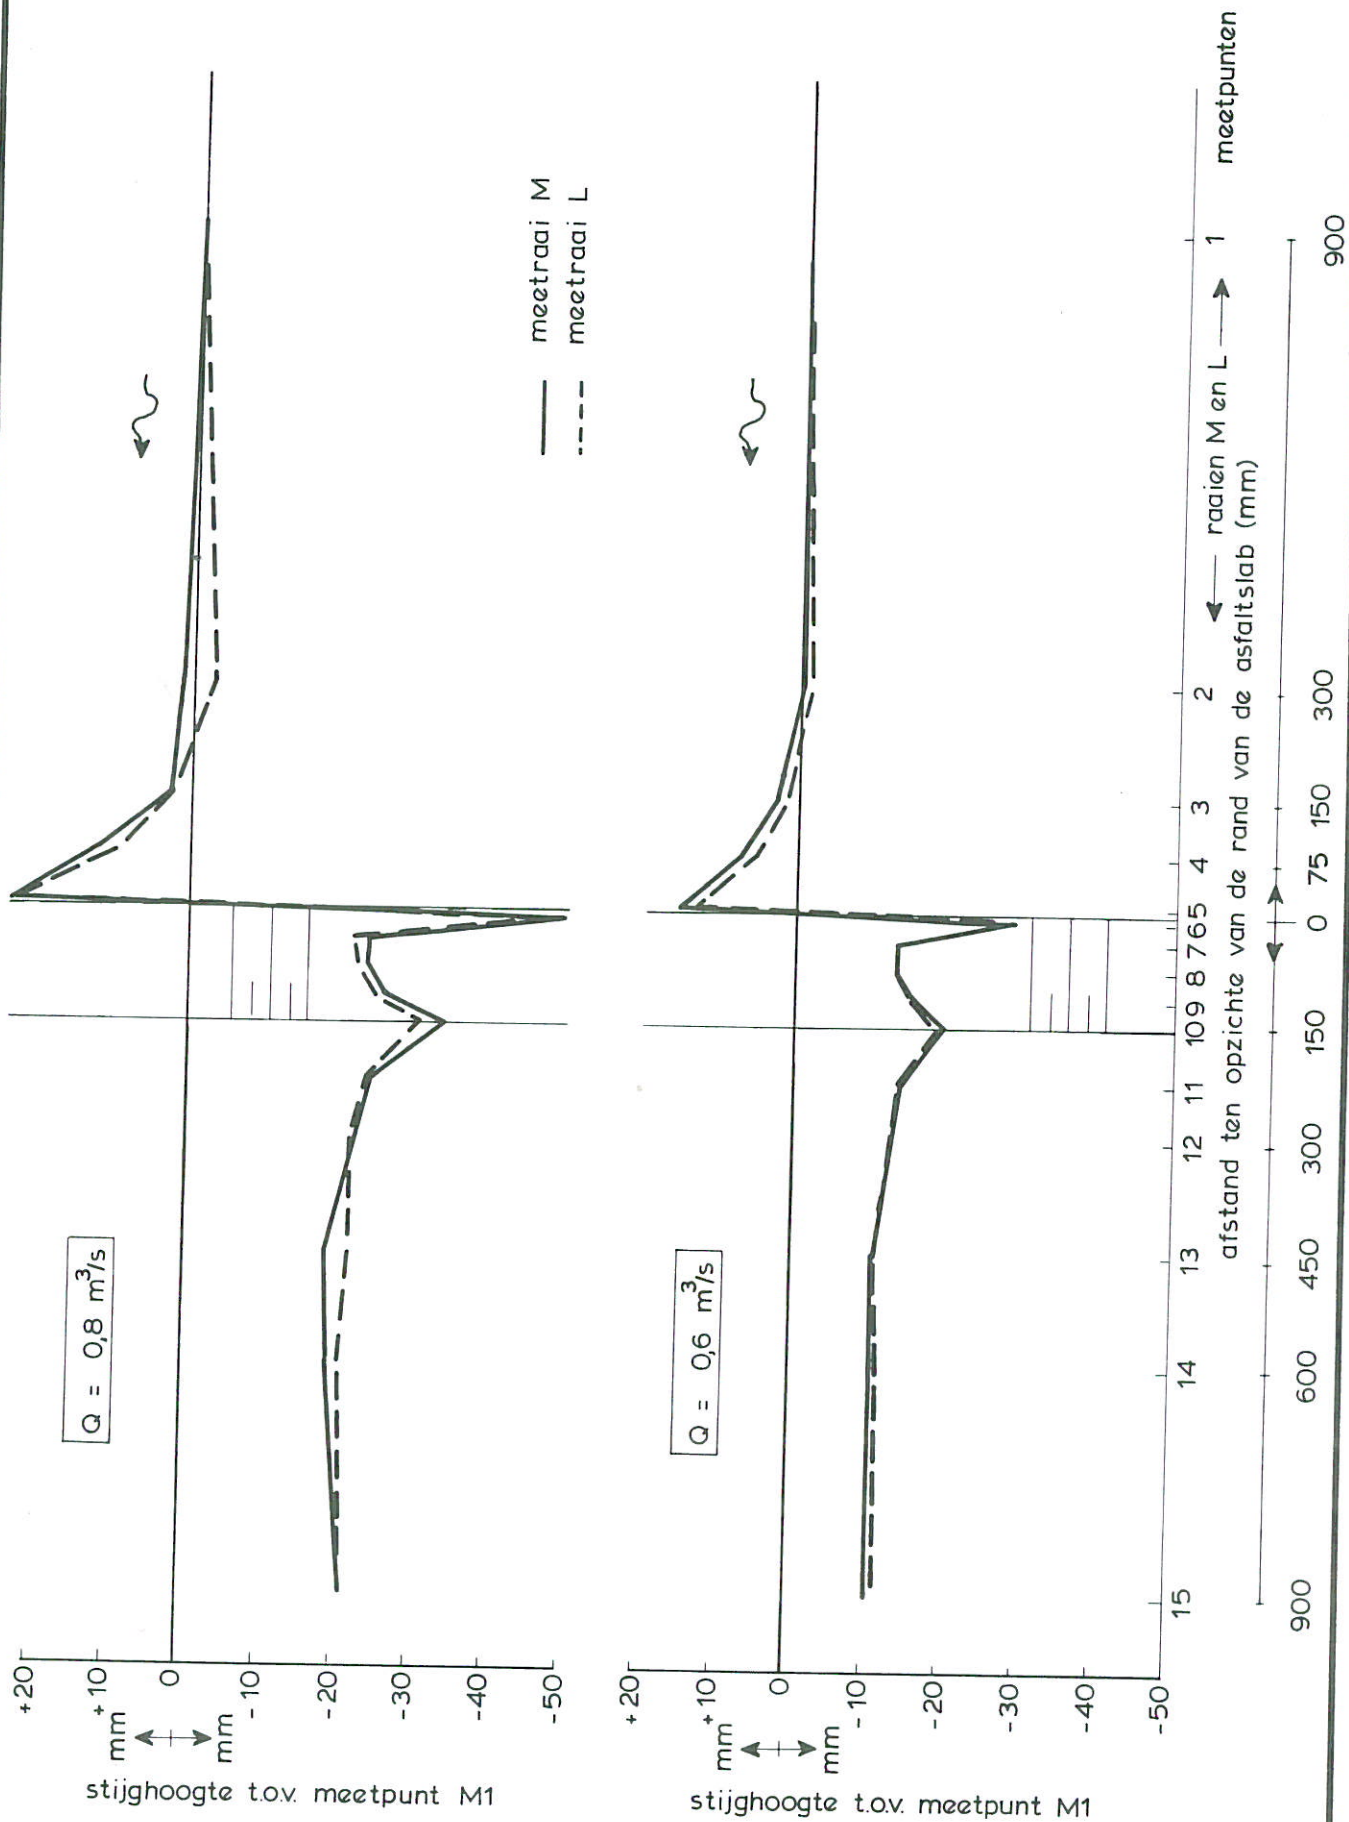 +20
+10
0
-10
-20
-30
-40
-50
mm
mm
stijghoogte t.o.v. meetpunt M1
Q = 0,8 m³/s
meetraai M
meetraai L
+20
+10
0
-10
-20
-30
-40
-50
mm
mm
stijghoogte t.o.v. meetpunt M1
Q = 0,6 m³/s
15 14 13 12 11 10 9 8 7 6 5 4 3 2 1 meetpunten
raaien M en L
afstand ten opzichte van de rand van de asfaltslab (mm)
900 600 450 300 150 0 75 150 300 900